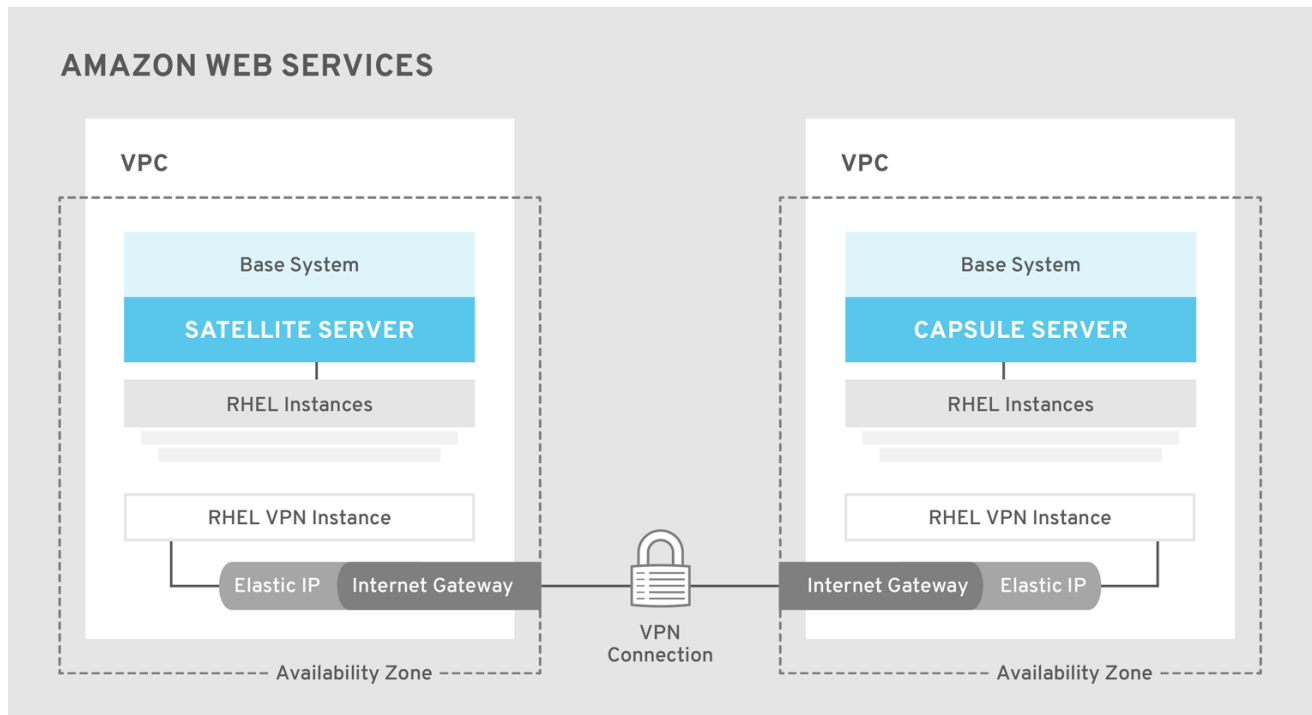 AMAZON WEB SERVICES
VPC
Base System
SATELLITE SERVER
RHEL Instances
RHEL VPN Instance
Elastic IP
Internet Gateway
Availability Zone
VPN
Connection
VPC
Base System
CAPSULE SERVER
RHEL Instances
RHEL VPN Instance
Internet Gateway
Elastic IP
Availability Zone